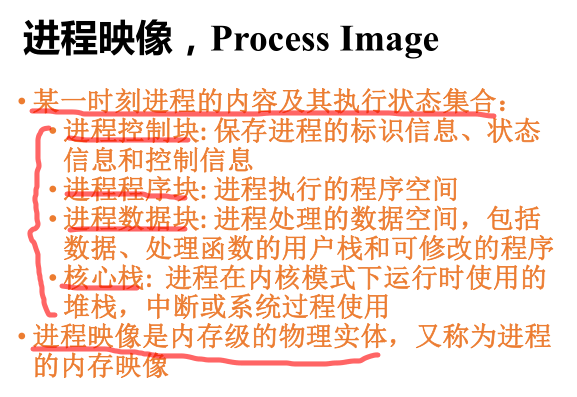 进程映像，Process Image
• 某一时刻进程的内容及其执行状态集合：
• 进程控制块: 保存进程的标识信息、状态
信息和控制信息
• 进程程序块: 进程执行的程序空间
• 进程数据块: 进程处理的数据空间，包括
数据、处理函数的用户栈和可修改的程序
• 核心栈: 进程在内核模式下运行时使用的
堆栈，中断或系统过程使用
• 进程映像是内存级的物理实体，又称为进程
的内存映像